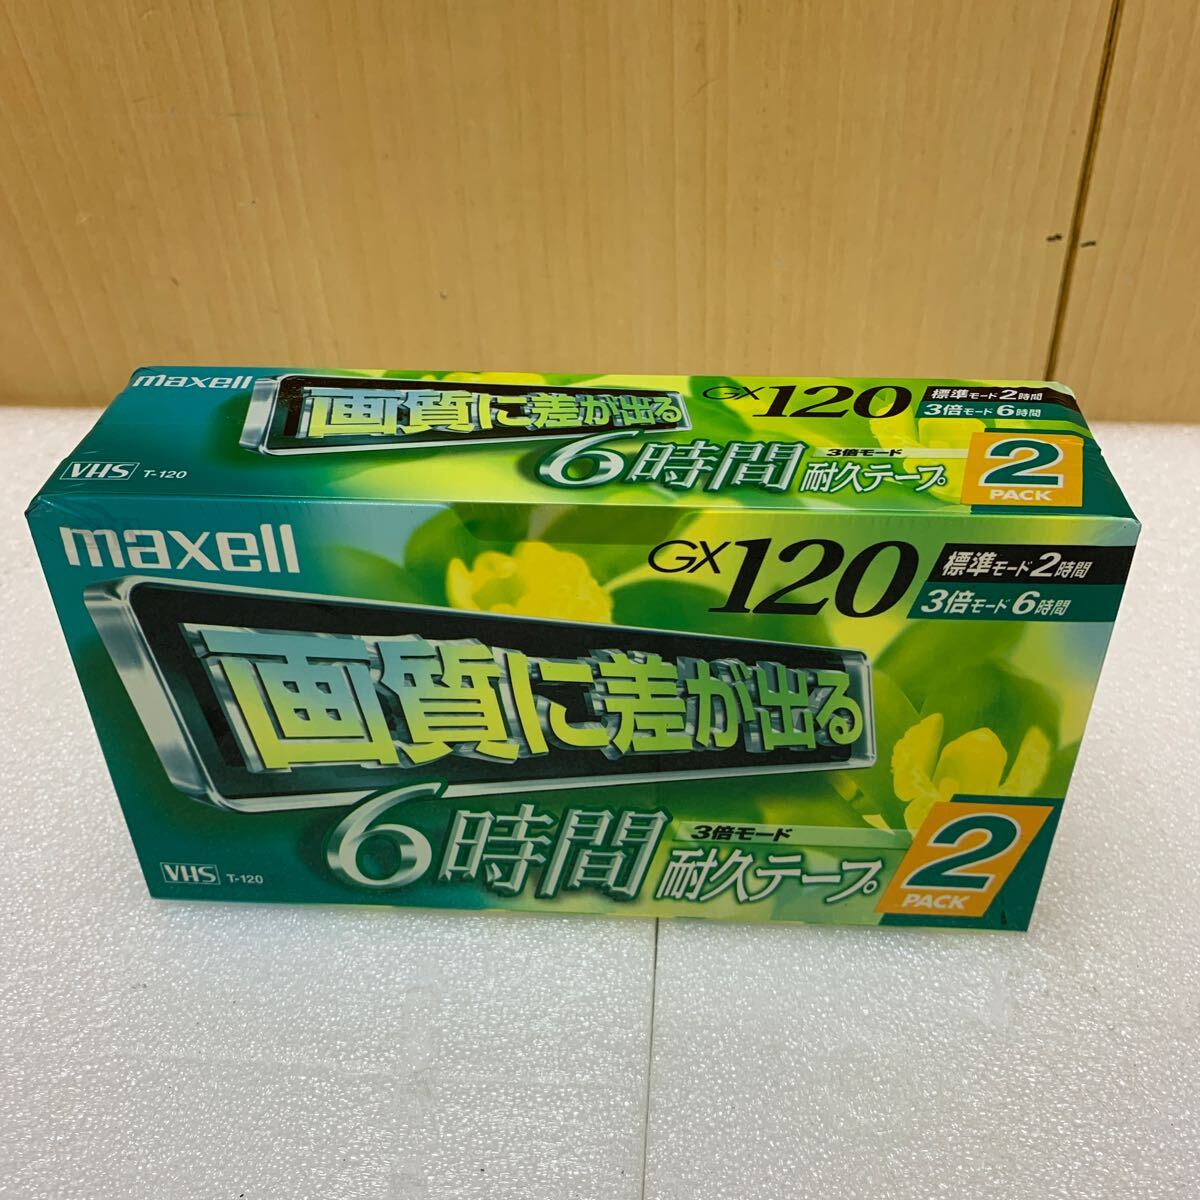 maxell
画質に差が出る
GX120
標準モード2時間
3倍モード6時間
VHS T-120
6時間
3倍モード
耐久テープ
2
PACK
maxell
GX120
標準モード2時間
3倍モード6時間
画質に差が出る
6時間
3倍モード
耐久テープ
VHS T-120
2
PACK